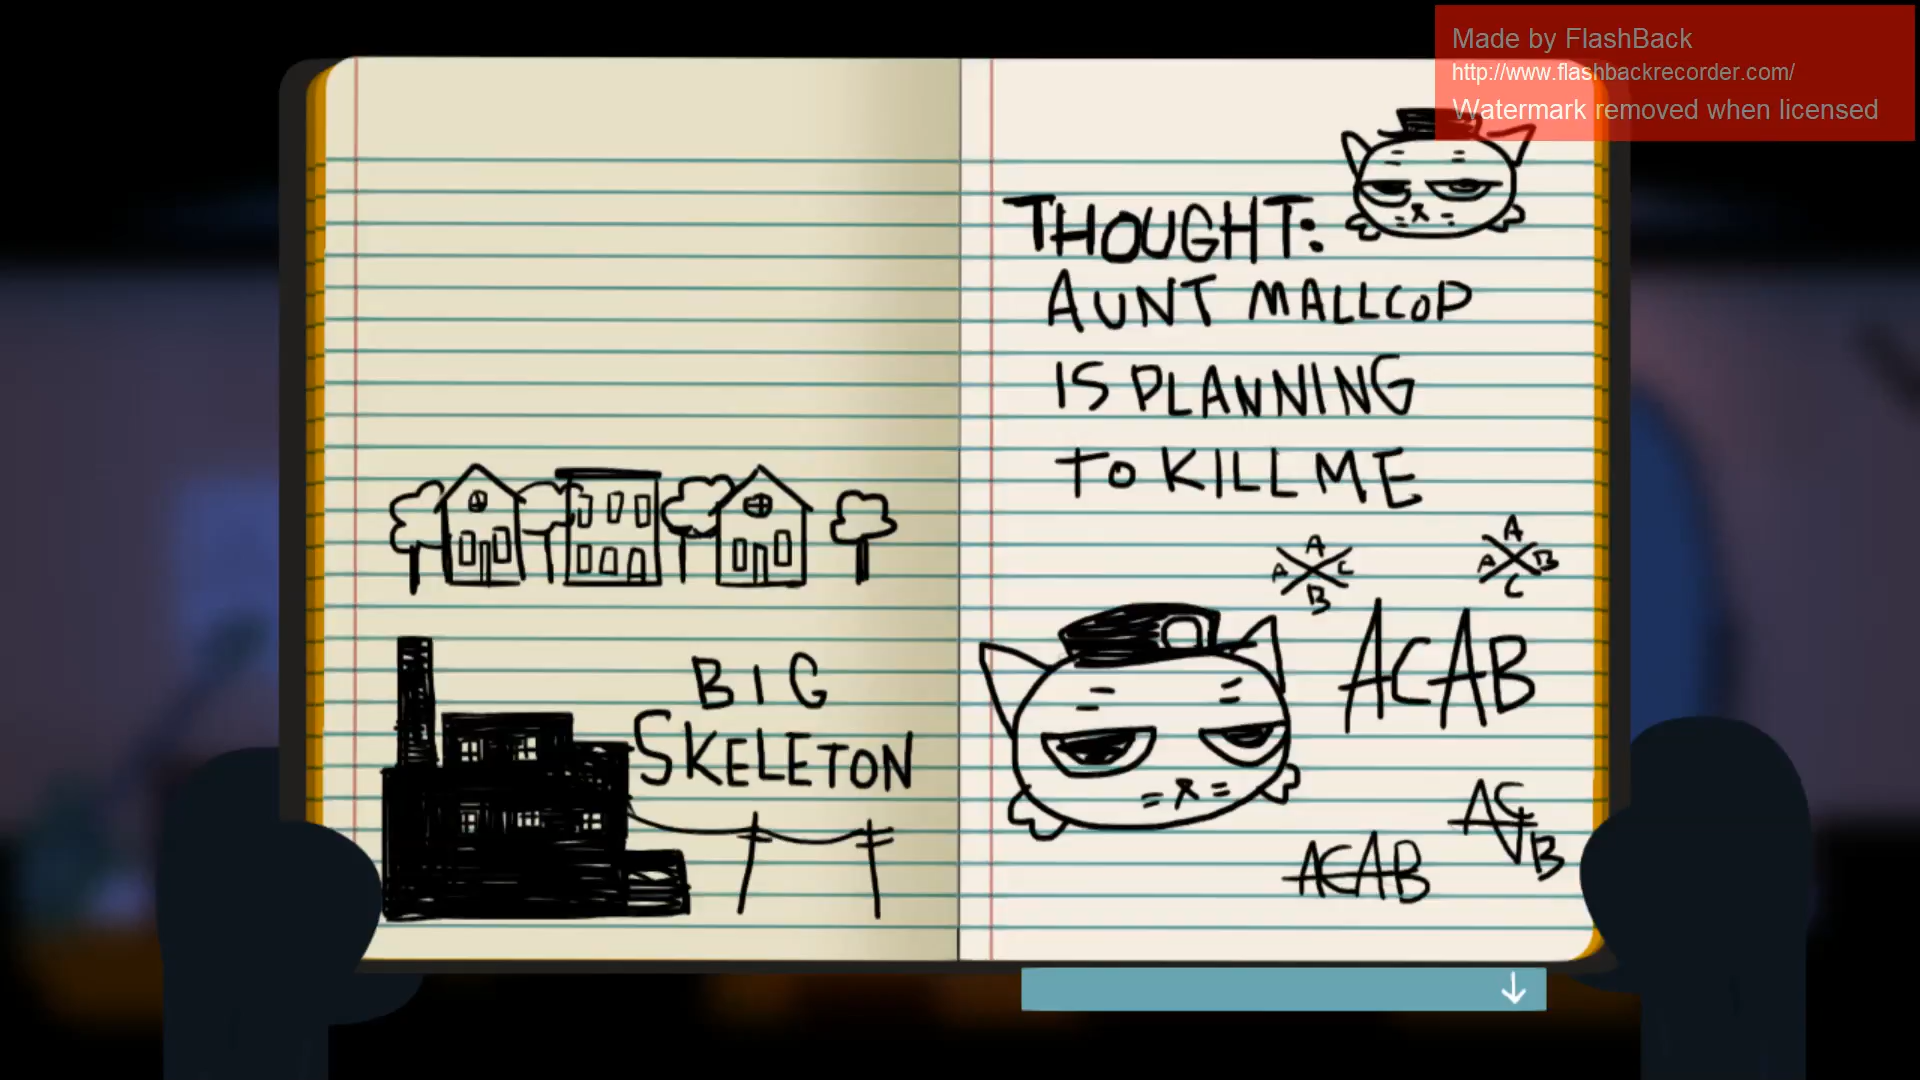 Made by FlashBack
http://www.flashbackrecorder.com/
Watermark removed when licensed
BIG
SKELETON
THOUGHT:
AUNT MALLCOP
IS PLANNING
TO KILL ME
A
A C
B
A
A B
C
ACAB
AC
B
ACAB